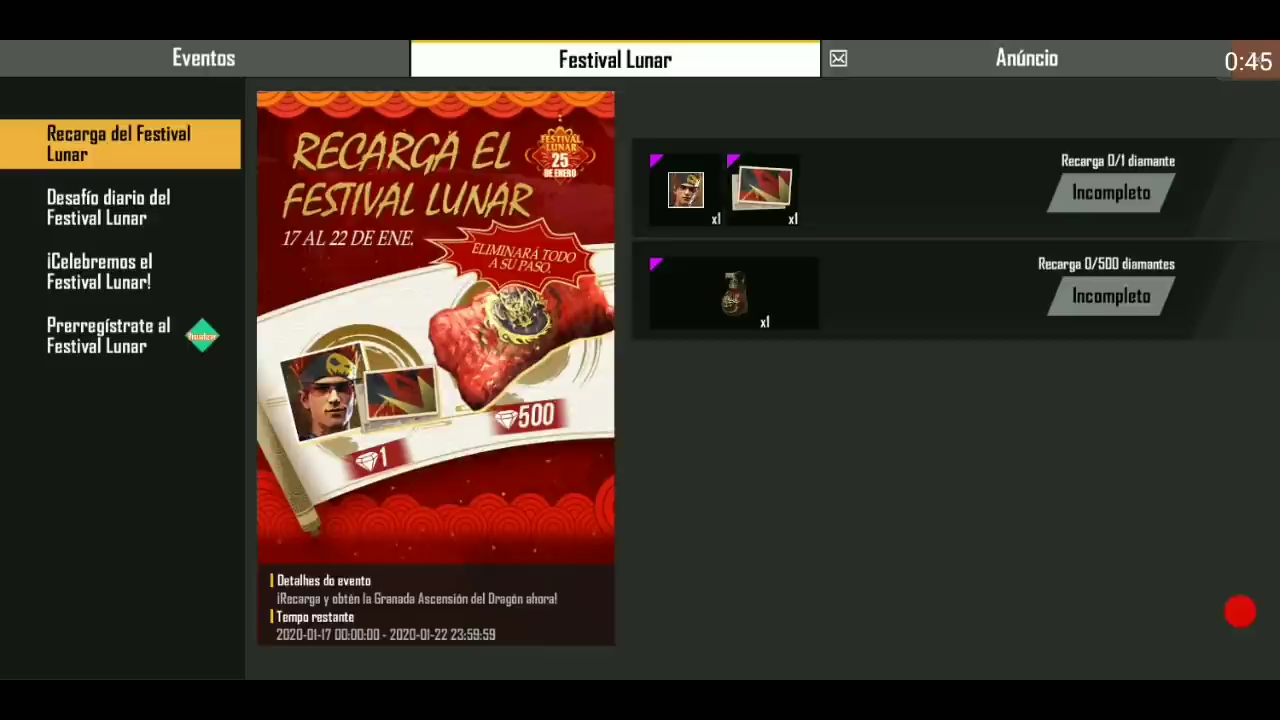 Eventos
Festival Lunar
Anúncio
0:45
Recarga del Festival
Lunar
Desafío diario del
Festival Lunar
¡Celebremos el
Festival Lunar!
Prerregístrate al
Festival Lunar
RECARGA EL
FESTIVAL LUNAR
FESTIVAL
LUNAR
25
DE ENERO
17 AL 22 DE ENE.
ELIMINARÁ TODO
A SU PASO.
500
1
Detalhes do evento
¡Recarga y obtén la Granada Ascensión del Dragón ahora!
Tempo restante
2020-01-17 00:00:00 - 2020-01-22 23:59:59
x1
x1
Recarga 0/1 diamante
Incompleto
x1
Recarga 0/500 diamantes
Incompleto